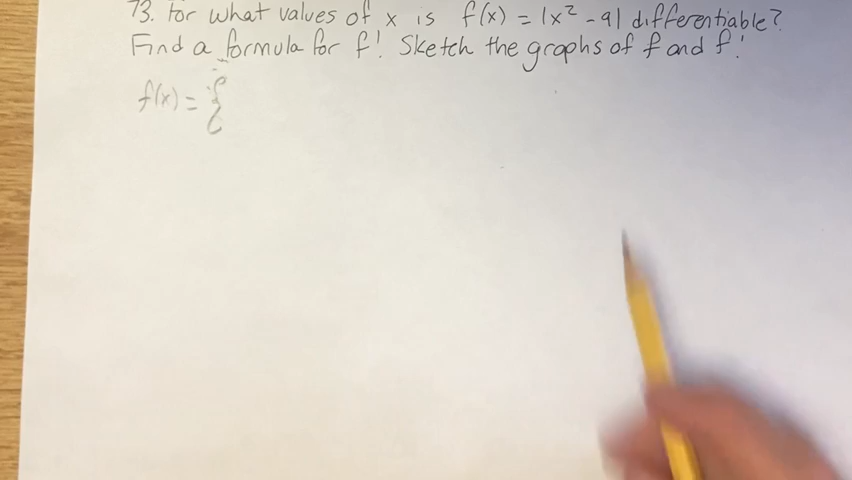 73. For what values of x is f(x) = |x² - 9| differentiable?
Find a formula for f'. Sketch the graphs of f and f'.
f(x) = {